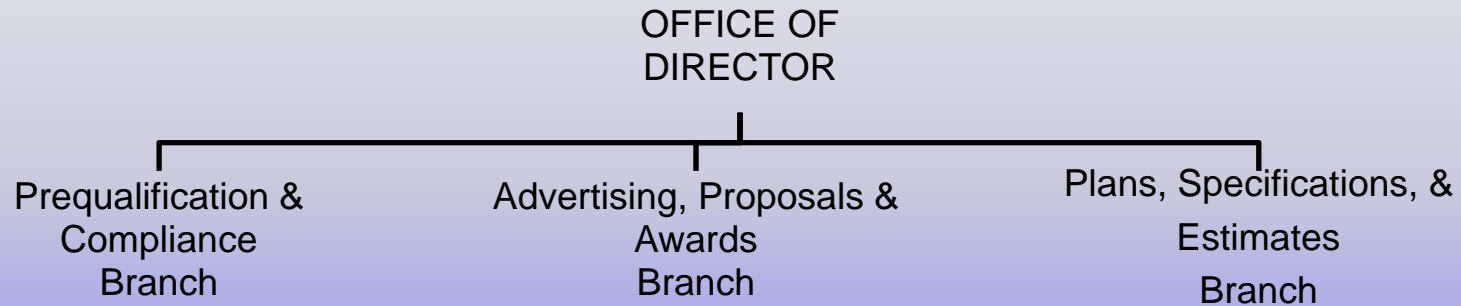 OFFICE OF
DIRECTOR
Prequalification &
Compliance
Branch
Advertising, Proposals &
Awards
Branch
Plans, Specifications, &
Estimates
Branch